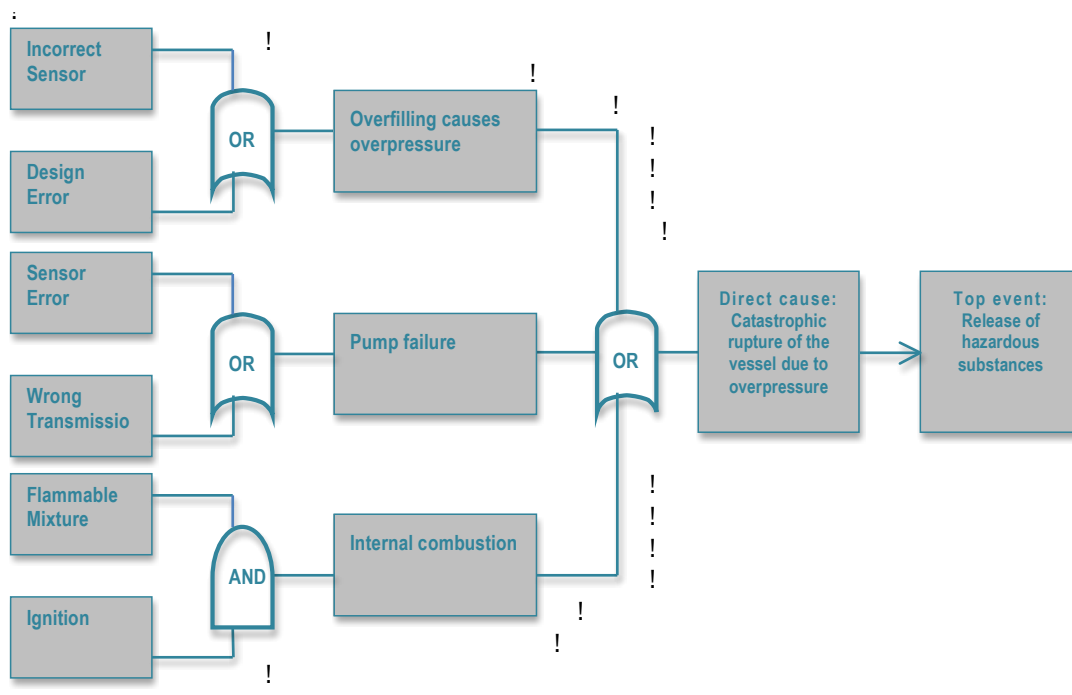 Incorrect
Sensor
OR
Overfilling causes
overpressure
Design
Error
Sensor
Error
OR
Pump failure
OR
Direct cause:
Catastrophic
rupture of the
vessel due to
overpressure
Top event:
Release of
hazardous
substances
Wrong
Transmissio
Flammable
Mixture
AND
Internal combustion
Ignition
!
!
!
!
!
!
!
!
!
!
!
!
!
!